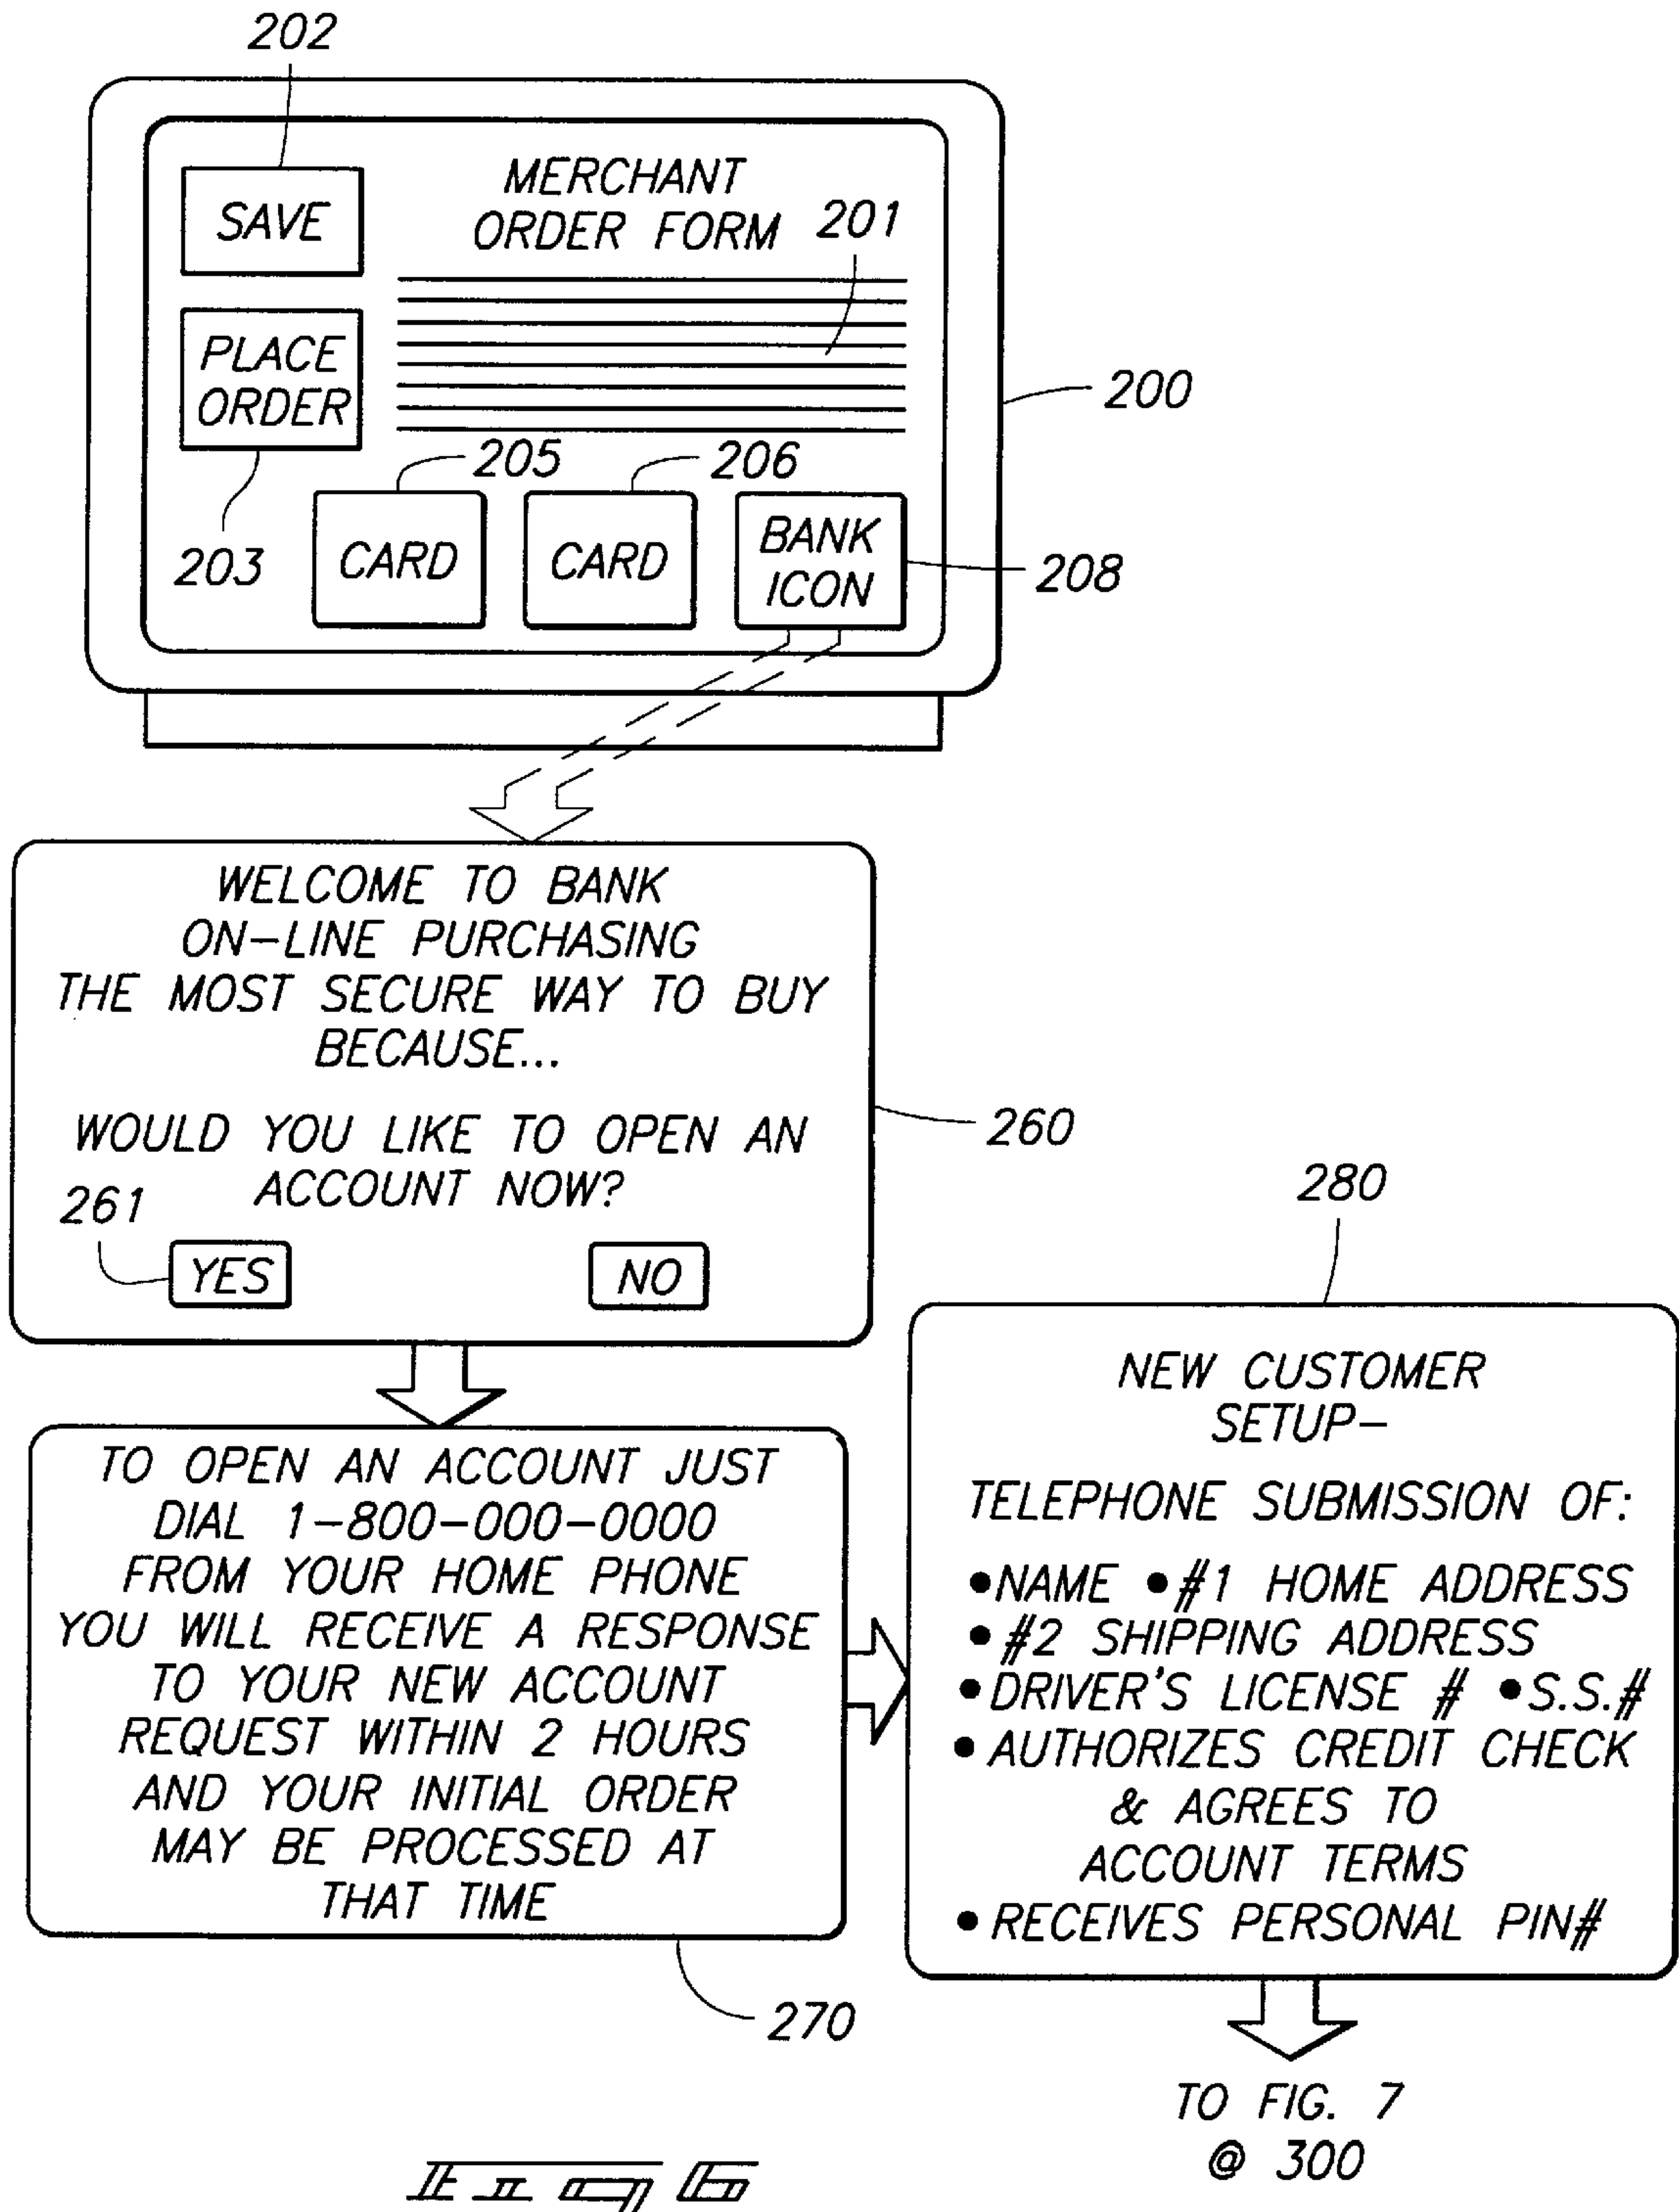 202
SAVE
MERCHANT
ORDER FORM
201
PLACE
ORDER
200
205
206
203
CARD
CARD
BANK
ICON
208
WELCOME TO BANK
ON-LINE PURCHASING
THE MOST SECURE WAY TO BUY
BECAUSE...
WOULD YOU LIKE TO OPEN AN
ACCOUNT NOW?
260
261
YES
NO
TO OPEN AN ACCOUNT JUST
DIAL 1-800-000-0000
FROM YOUR HOME PHONE
YOU WILL RECEIVE A RESPONSE
TO YOUR NEW ACCOUNT
REQUEST WITHIN 2 HOURS
AND YOUR INITIAL ORDER
MAY BE PROCESSED AT
THAT TIME
270
280
NEW CUSTOMER
SETUP-
TELEPHONE SUBMISSION OF:
•NAME •#1 HOME ADDRESS
•#2 SHIPPING ADDRESS
•DRIVER'S LICENSE # •S.S.#
•AUTHORIZES CREDIT CHECK
& AGREES TO
ACCOUNT TERMS
•RECEIVES PERSONAL PIN#
TO FIG. 7
@ 300
Fig 6